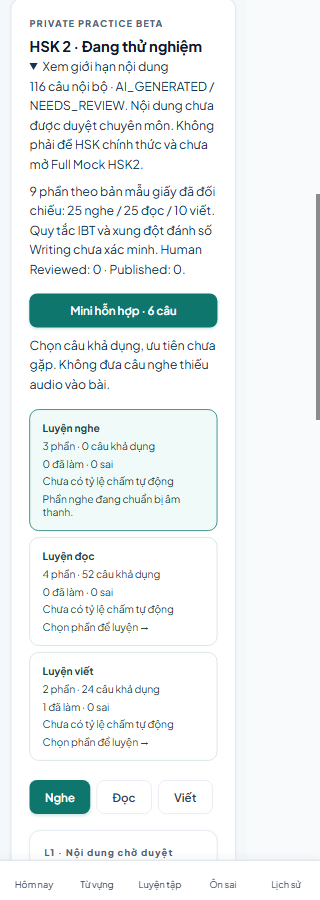 PRIVATE PRACTICE BETA
HSK 2 · Đang thử nghiệm
▼ Xem giới hạn nội dung
116 câu nội bộ · AI_GENERATED /
NEEDS_REVIEW. Nội dung chưa
được duyệt chuyên môn. Không
phải đề HSK chính thức và chưa
mở Full Mock HSK2.
9 phần theo bản mẫu giấy đã đối
chiếu: 25 nghe / 25 đọc / 10 viết.
Quy tắc IBT và xung đột đánh số
Writing chưa xác minh. Human
Reviewed: 0 · Published: 0.
Mini hỗn hợp · 6 câu
Chọn câu khả dụng, ưu tiên chưa
gặp. Không đưa câu nghe thiếu
audio vào bài.
Luyện nghe
3 phần · 0 câu khả dụng
0 đã làm · 0 sai
Chưa có tỷ lệ chấm tự động
Phần nghe đang chuẩn bị âm
thanh.
Luyện đọc
4 phần · 52 câu khả dụng
0 đã làm · 0 sai
Chưa có tỷ lệ chấm tự động
Chọn phần để luyện →
Luyện viết
2 phần · 24 câu khả dụng
1 đã làm · 0 sai
Chưa có tỷ lệ chấm tự động
Chọn phần để luyện →
Nghe Đọc Viết
L1 · Nội dung chờ duyệt
Hôm nay Từ vựng Luyện tập Ôn sai Lịch sử